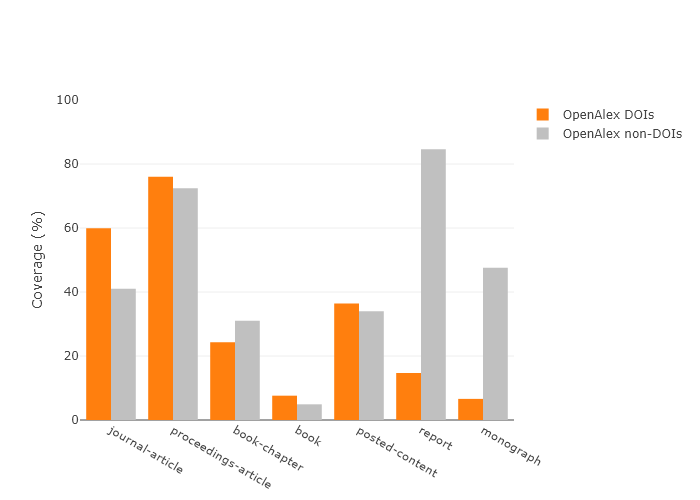 100
80
60
40
20
0
Coverage (%)
journal-article
proceedings-article
book-chapter
book
posted-content
report
monograph
OpenAlex DOIs
OpenAlex non-DOIs